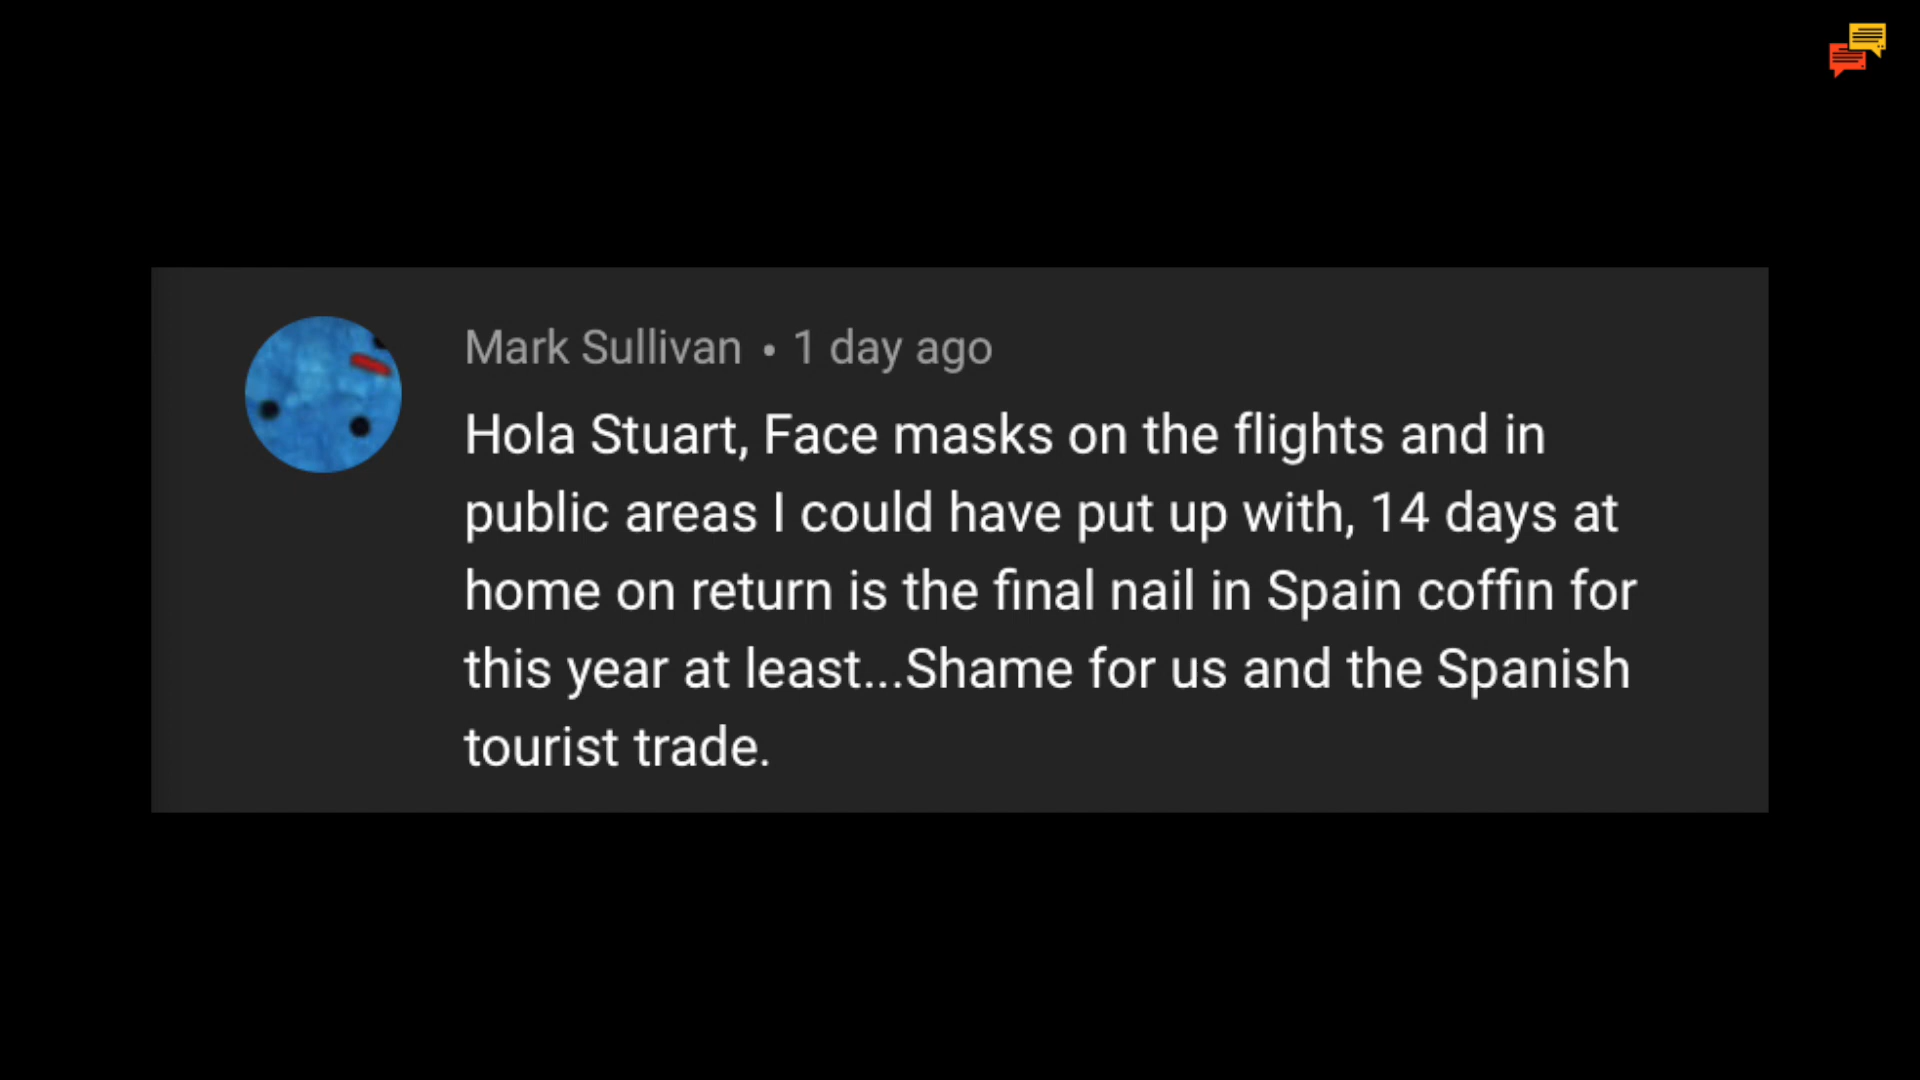 Mark Sullivan • 1 day ago
Hola Stuart, Face masks on the flights and in
public areas I could have put up with, 14 days at
home on return is the final nail in Spain coffin for
this year at least...Shame for us and the Spanish
tourist trade.